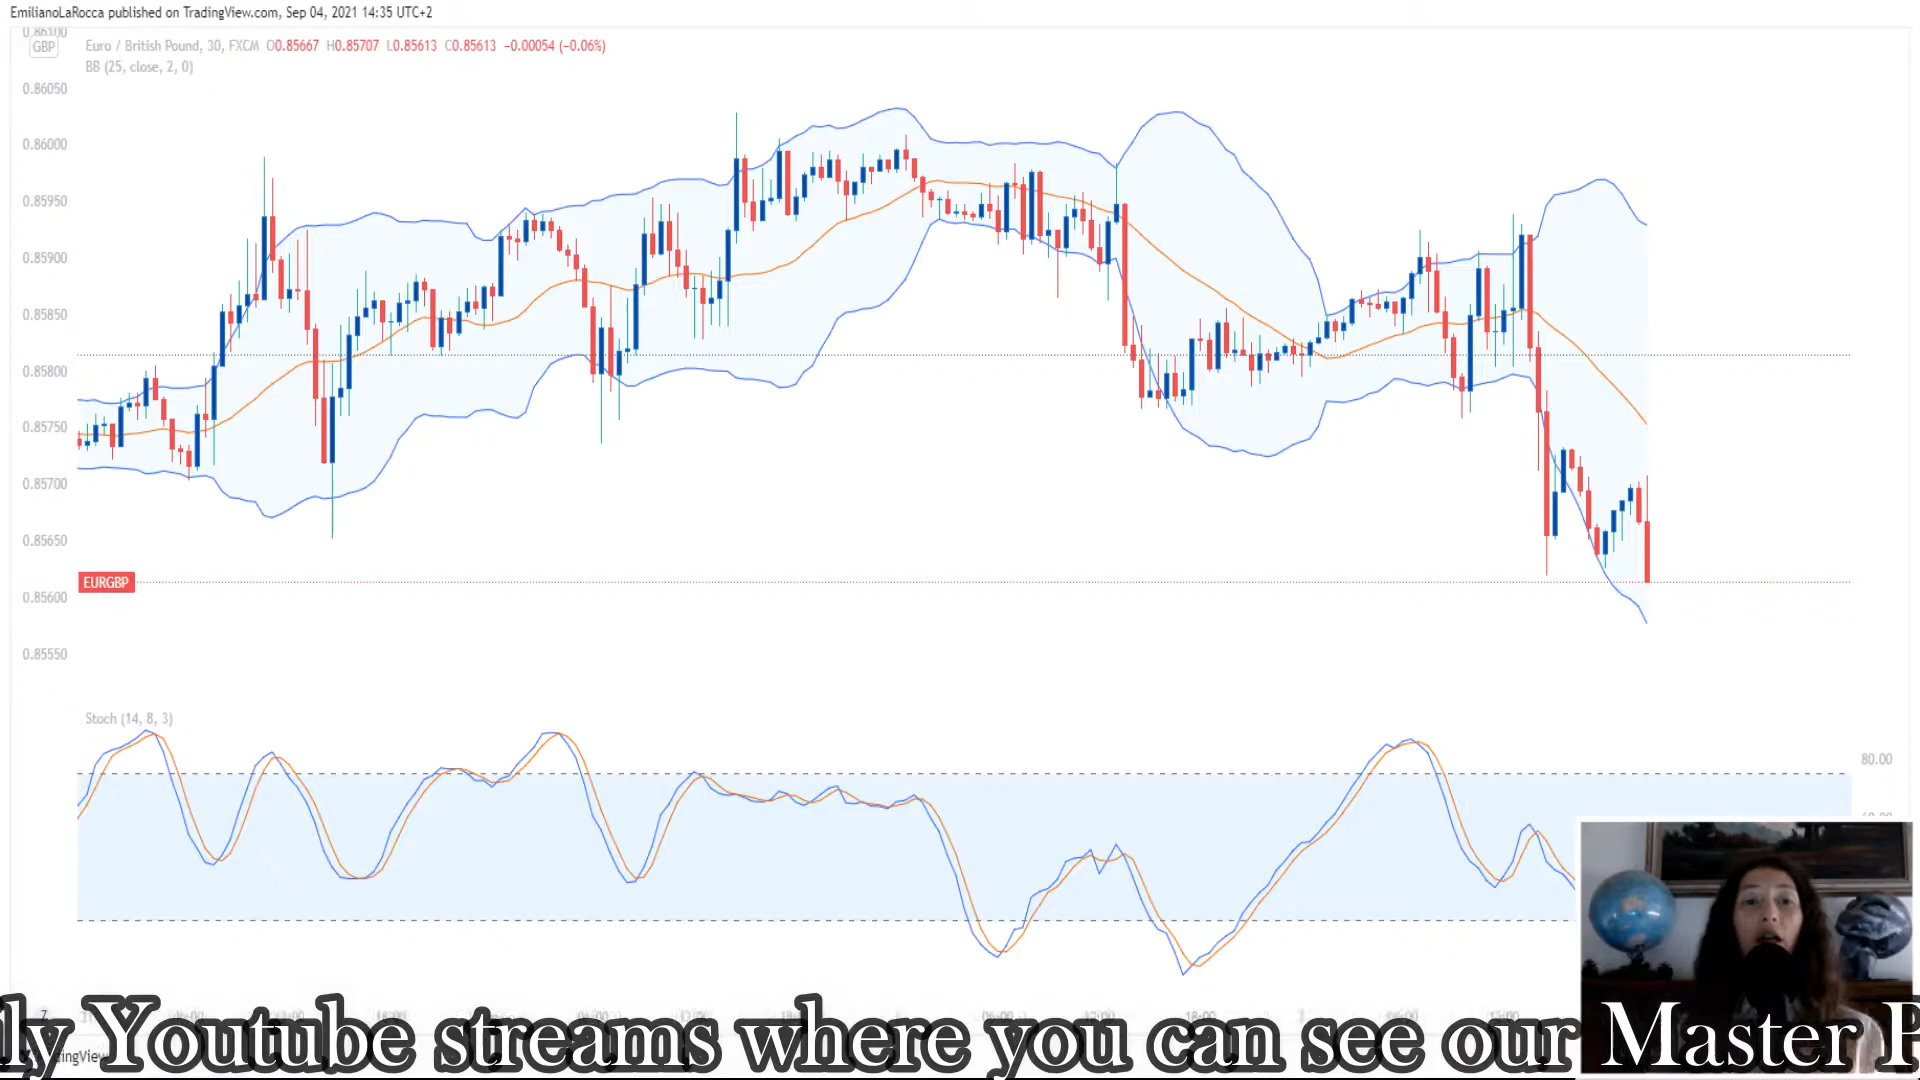 EmilianoLaRocca published on TradingView.com, Sep 04, 2021 14:35 UTC+2
0.86100
GBP
Euro / British Pound, 30, FXCM O0.85667 H0.85707 L0.85613 C0.85613 −0.00054 (−0.06%)
BB (25, close, 2, 0)
0.86050
0.86000
0.85950
0.85900
0.85850
0.85800
0.85750
0.85700
0.85650
EURGBP
0.85600
0.85550
Stoch (14, 8, 3)
80.00
ly Youtube streams where you can see our Master P